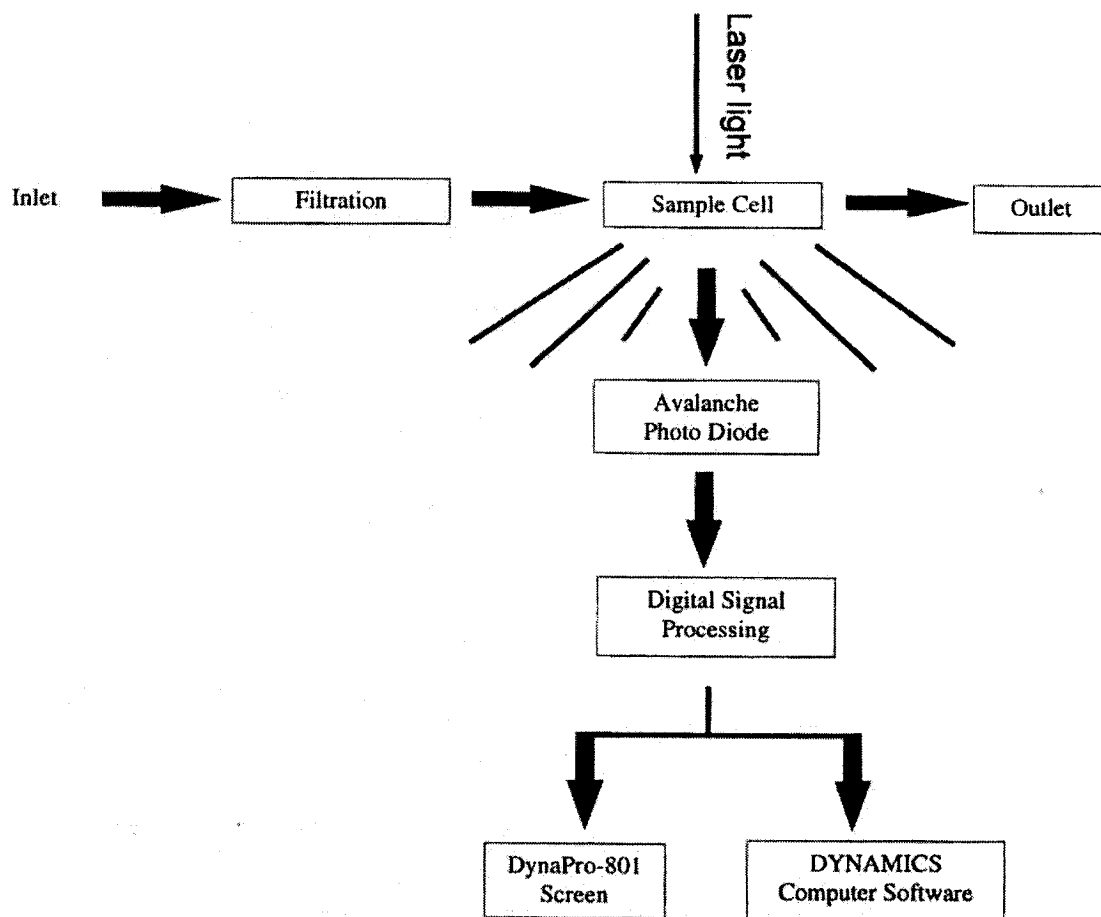 Laser light
Inlet
Filtration
Sample Cell
Outlet
Avalanche
Photo Diode
Digital Signal
Processing
DynaPro-801
Screen
DYNAMICS
Computer Software